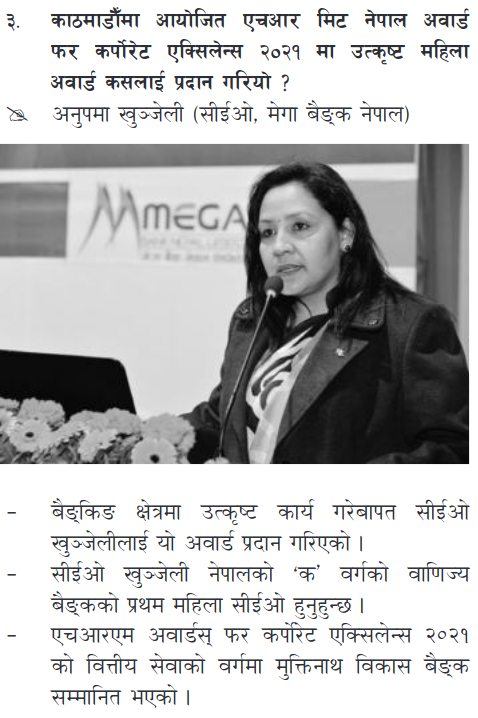 ३. काठमाडौँमा आयोजित एचआर मिट नेपाल अवार्ड
फर कर्पोरेट एक्सिलेन्स २०२१ मा उत्कृष्ट महिला
अवार्ड कसलाई प्रदान गरियो ?
अनुपमा खुञ्जेली (सीईओ, मेगा बैङ्क नेपाल)
MEGA
– बैङ्किङ क्षेत्रमा उत्कृष्ट कार्य गरेबापत सीईओ
खुञ्जेलीलाई यो अवार्ड प्रदान गरिएको ।
– सीईओ खुञ्जेली नेपालको ‘क’ वर्गको वाणिज्य
बैङ्कको प्रथम महिला सीईओ हुनुहुन्छ ।
– एचआरएम अवार्डस् फर कर्पोरेट एक्सिलेन्स २०२१
को वित्तीय सेवाको वर्गमा मुक्तिनाथ विकास बैङ्क
सम्मानित भएको ।